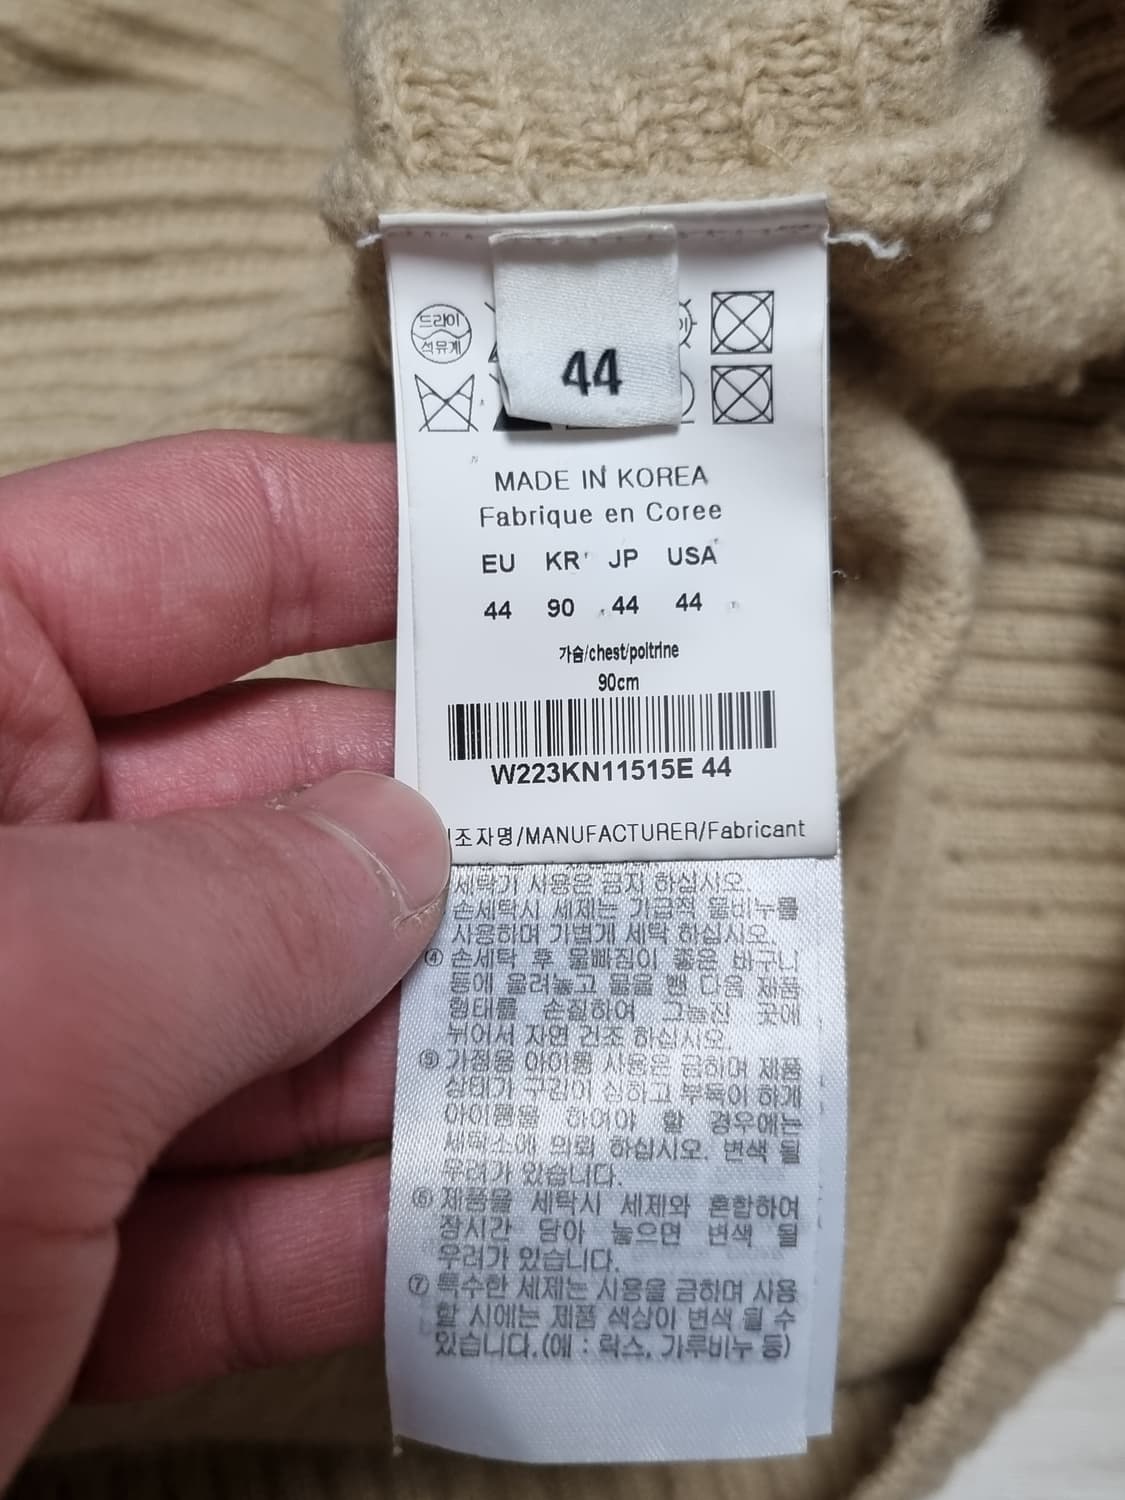 드라이
석유계
44
MADE IN KOREA
Fabrique en Coree
EU KR JP USA
44 90 44 44
가슴/chest/poltrine
90cm
W223KN11515E 44
조자명/MANUFACTURER/Fabricant
세탁기 사용은 금지 하십시오.
손세탁시 세제는 가급적 물비누를
사용하며 가볍게 세탁 하십시오.
④ 손세탁 후 물빠짐이 좋은 바구니
등에 올려놓고 물을 뺀 다음 제품
형태를 손질하여 그늘진 곳에
뉘어서 자연 건조 하십시오.
⑤ 가정용 아이롱 사용은 금하며 제품
상태가 구김이 심하고 부득이 하게
아이롱을 하여야 할 경우에는
세탁소에 의뢰 하십시오. 변색 될
우려가 있습니다.
⑥ 제품을 세탁시 세제와 혼합하여
장시간 담아 놓으면 변색 될
우려가 있습니다.
⑦ 특수한 세제는 사용을 금하며 사용
할 시에는 제품 색상이 변색 될 수
있습니다.(예 : 락스, 가루비누 등)